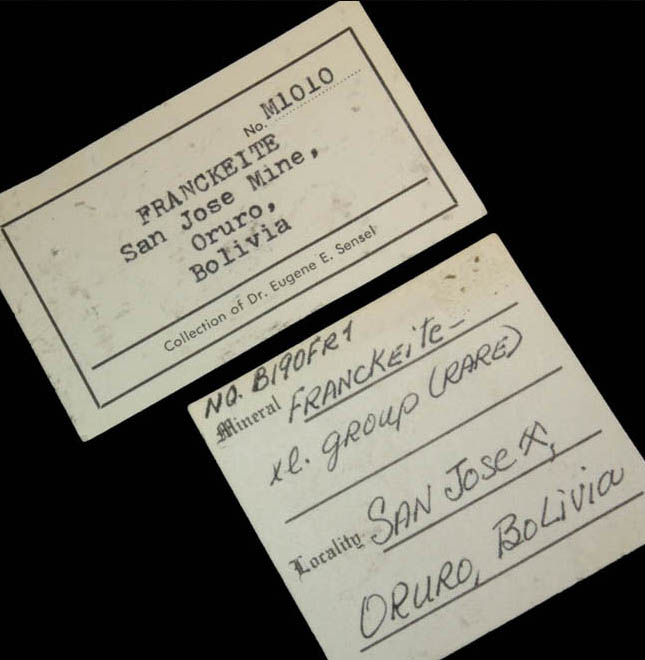 No. M1010
FRANCKEITE
San Jose Mine,
Oruro,
Bolivia
Collection of Dr. Eugene E. Sensel
NO. B190FR1
Mineral FRANCKEITE—
xl. GROUP (RARE)
Locality SAN JOSE ⚒,
ORURO, BOLIVIA